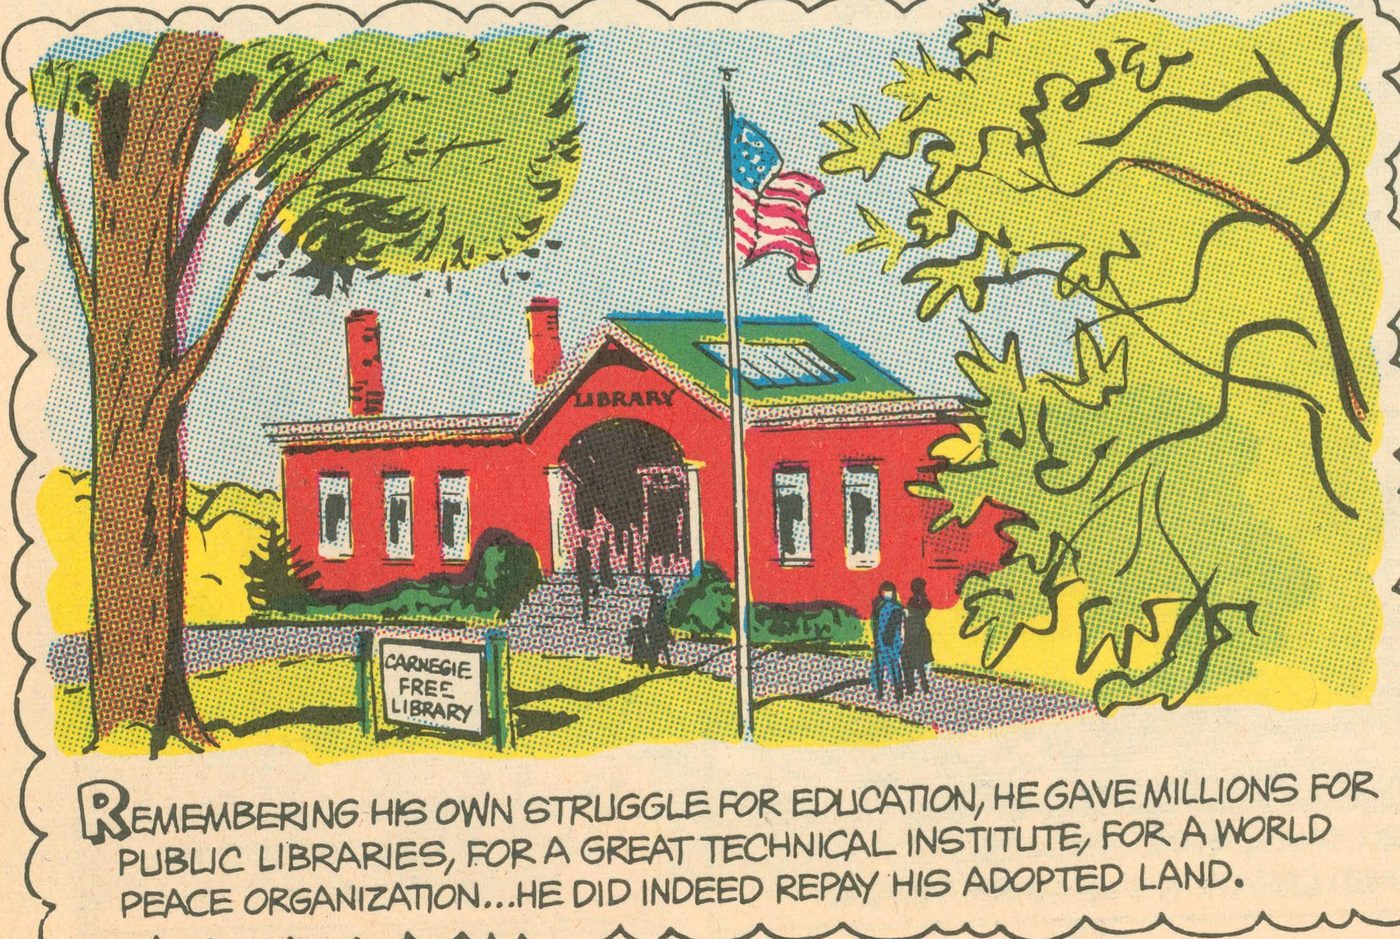 LIBRARY
CARNEGIE
FREE
LIBRARY
REMEMBERING HIS OWN STRUGGLE FOR EDUCATION, HE GAVE MILLIONS FOR
PUBLIC LIBRARIES, FOR A GREAT TECHNICAL INSTITUTE, FOR A WORLD
PEACE ORGANIZATION...HE DID INDEED REPAY HIS ADOPTED LAND.